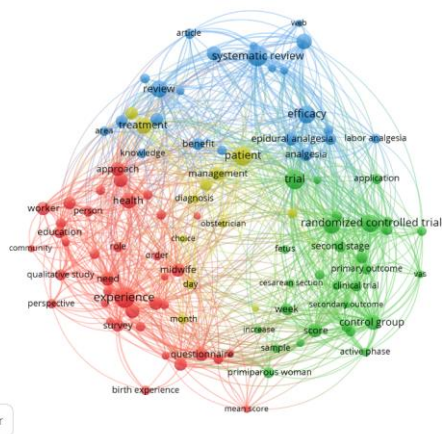 web
article
systematic review
review
efficacy
treatment
area
epidural analgesia
labor analgesia
benefit
knowledge
analgesia
patient
approach
management
trial
application
health
diagnosis
worker
person
obstetrician
randomized controlled trial
education
choice
role
fetus
second stage
community
order
qualitative study
need
midwife
primary outcome
cesarean section
clinical trial
vas
day
experience
perspective
secondary outcome
month
week
survey
increase
score
control group
sample
questionnaire
active phase
primiparous woman
birth experience
mean score
r